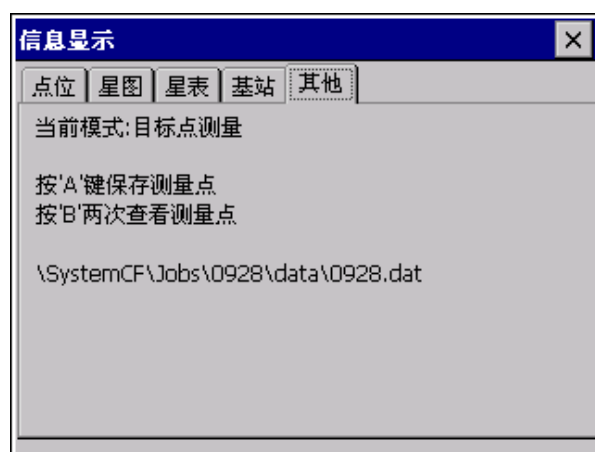 信息显示
点位 星图 星表 基站 其他
当前模式:目标点测量
按'A'键保存测量点
按'B'两次查看测量点
\SystemCF\Jobs\0928\data\0928.dat